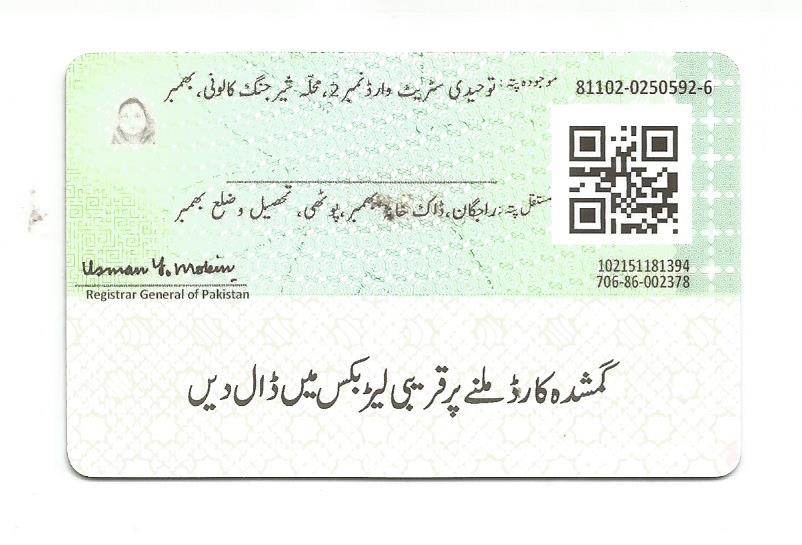 81102-0250592-6
موجودہ پتہ: توحیدی سٹریٹ وارڈ نمبر 2، محلّہ شیر جنگ کالونی، بھمبر
مستقل پتہ: راجگان، ڈاک خانہ بھمبر، پوٹھی، تحصیل و ضلع بھمبر
102151181394
706-86-002378
Usman Y. Mobin
Registrar General of Pakistan
گمشدہ کارڈ ملنے پر قریبی لیٹر بکس میں ڈال دیں